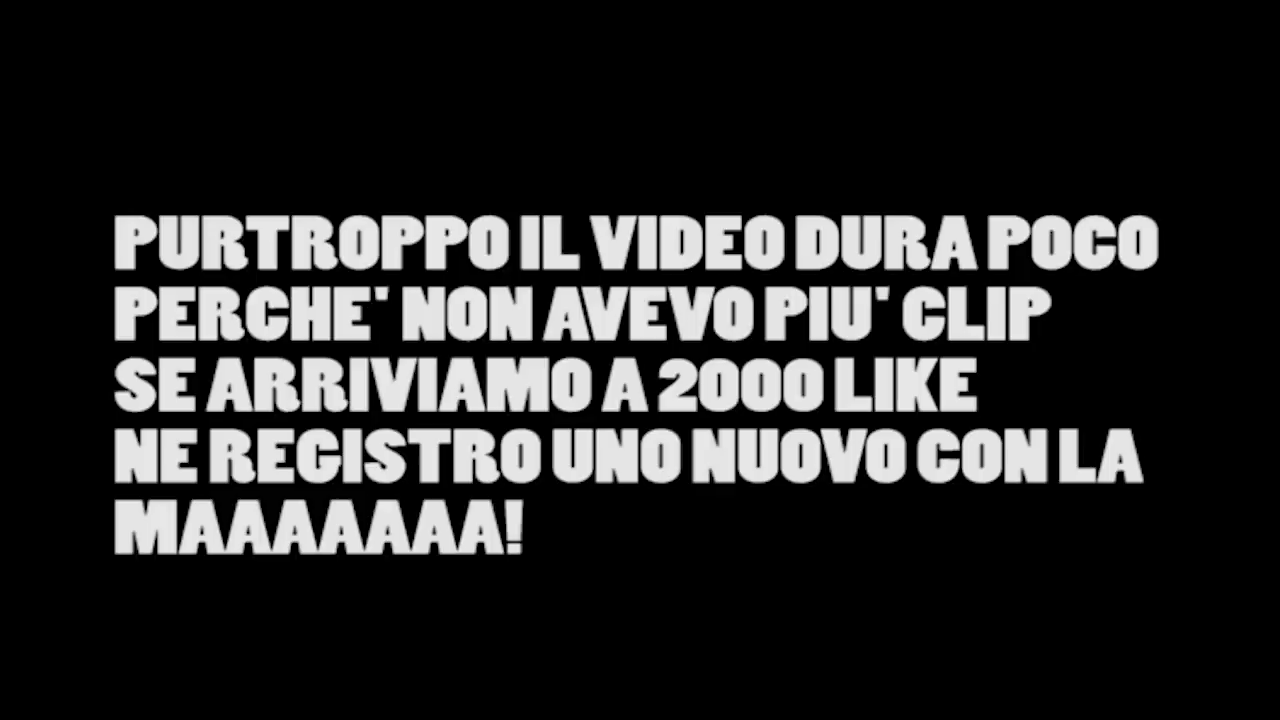 PURTROPPO IL VIDEO DURA POCO
PERCHE' NON AVEVO PIU' CLIP
SE ARRIVIAMO A 2000 LIKE
NE REGISTRO UNO NUOVO CON LA
MAAAAAAA!